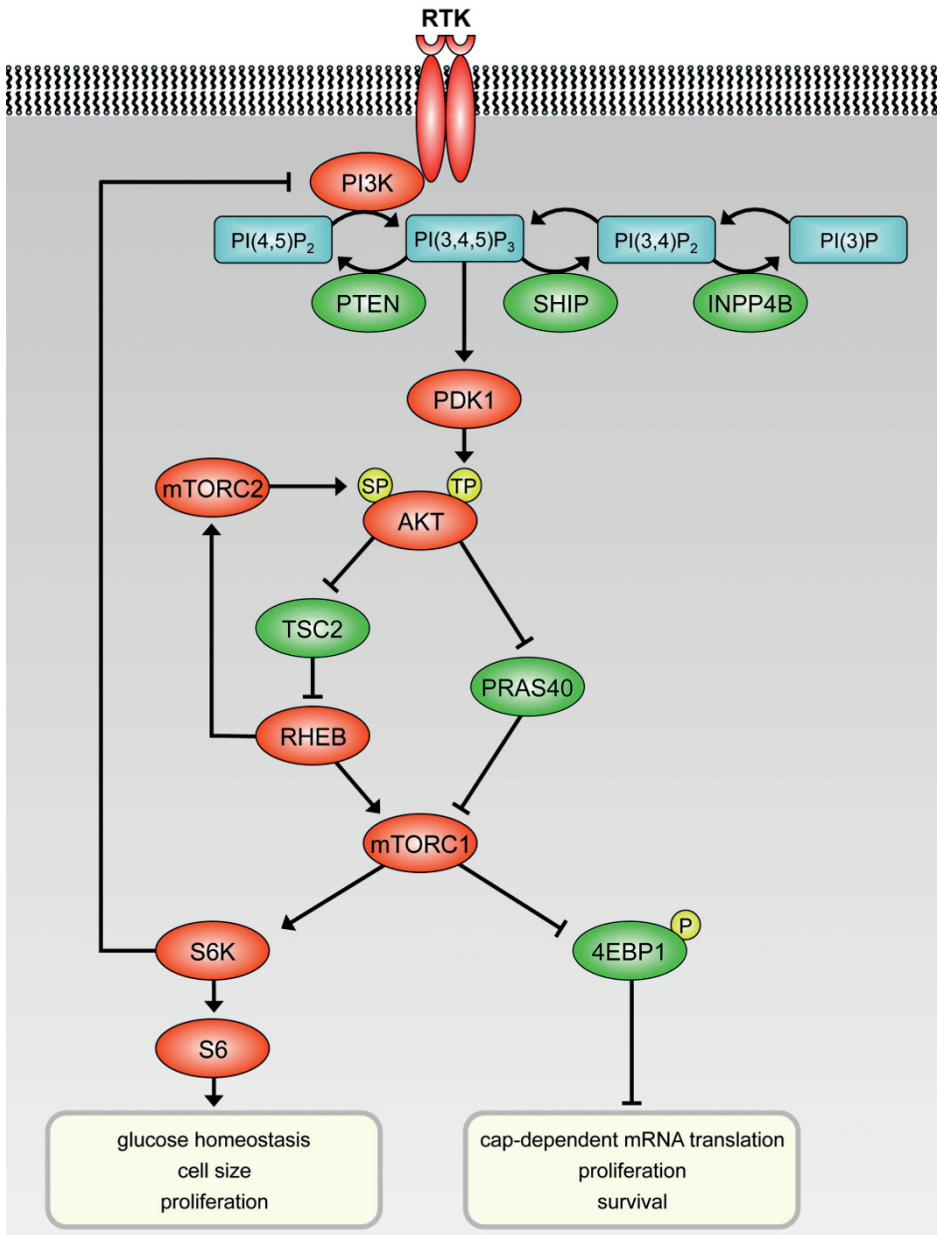 RTK
PI3K
PI(4,5)P₂
PI(3,4,5)P₃
PI(3,4)P₂
PI(3)P
PTEN
SHIP
INPP4B
PDK1
mTORC2
SP
TP
AKT
TSC2
PRAS40
RHEB
mTORC1
S6K
P
4EBP1
S6
glucose homeostasis
cell size
proliferation
cap-dependent mRNA translation
proliferation
survival